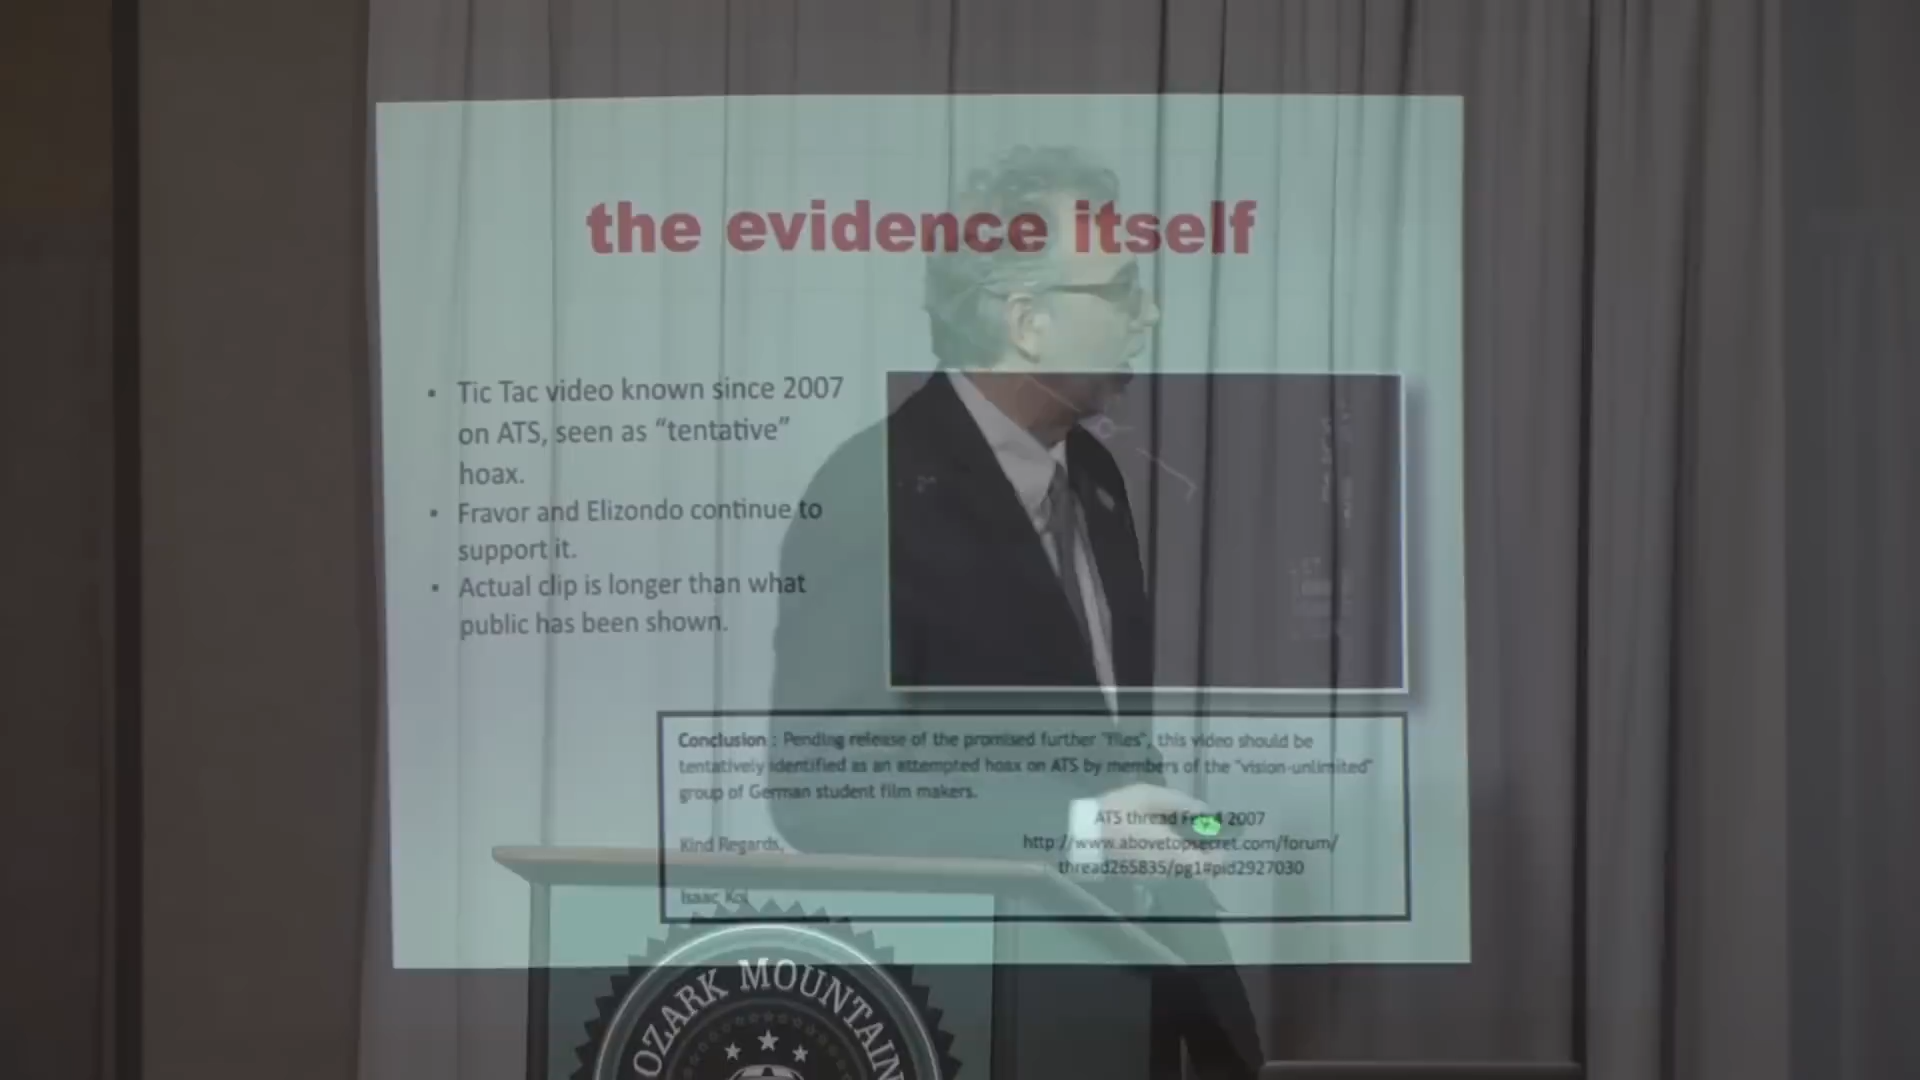 the evidence itself
• Tic Tac video known since 2007
on ATS, seen as “tentative”
hoax.
• Fravor and Elizondo continue to
support it.
• Actual clip is longer than what
public has been shown.
Conclusion : Pending release of the promised further "files", this video should be
tentatively identified as an attempted hoax on ATS by members of the "vision-unlimited"
group of German student film makers.
ATS thread Feb 4 2007
Kind Regards,
http://www.abovetopsecret.com/forum/
thread265835/pg1#pid2927030
Isaac Koi
OZARK MOUNTAIN